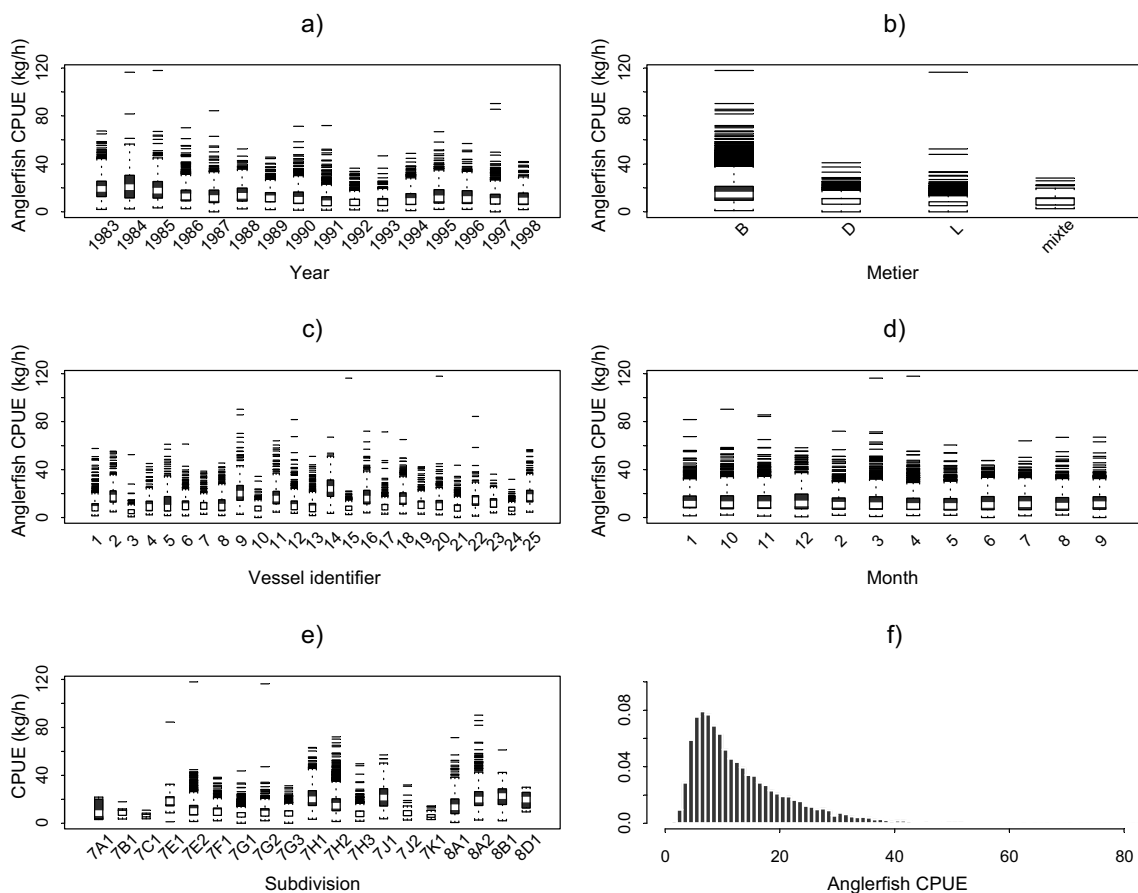 a)
Anglerfish CPUE (kg/h)
0 40 80 120
1983 1984 1985 1986 1987 1988 1989 1990 1991 1992 1993 1994 1995 1996 1997 1998
Year
b)
Anglerfish CPUE (kg/h)
0 40 80 120
B D L mixte
Metier
c)
Anglerfish CPUE (kg/h)
0 40 80 120
1 2 3 4 5 6 7 8 9 10 11 12 13 14 15 16 17 18 19 20 21 22 23 24 25
Vessel identifier
d)
Anglerfish CPUE (kg/h)
0 40 80 120
1 10 11 12 2 3 4 5 6 7 8 9
Month
e)
CPUE (kg/h)
0 40 80 120
7A1 7B1 7C1 7E1 7E2 7F1 7G1 7G2 7G3 7H1 7H2 7H3 7J1 7J2 7K1 8A1 8A2 8B1 8D1
Subdivision
f)
0.0 0.04 0.08
0 20 40 60 80
Anglerfish CPUE